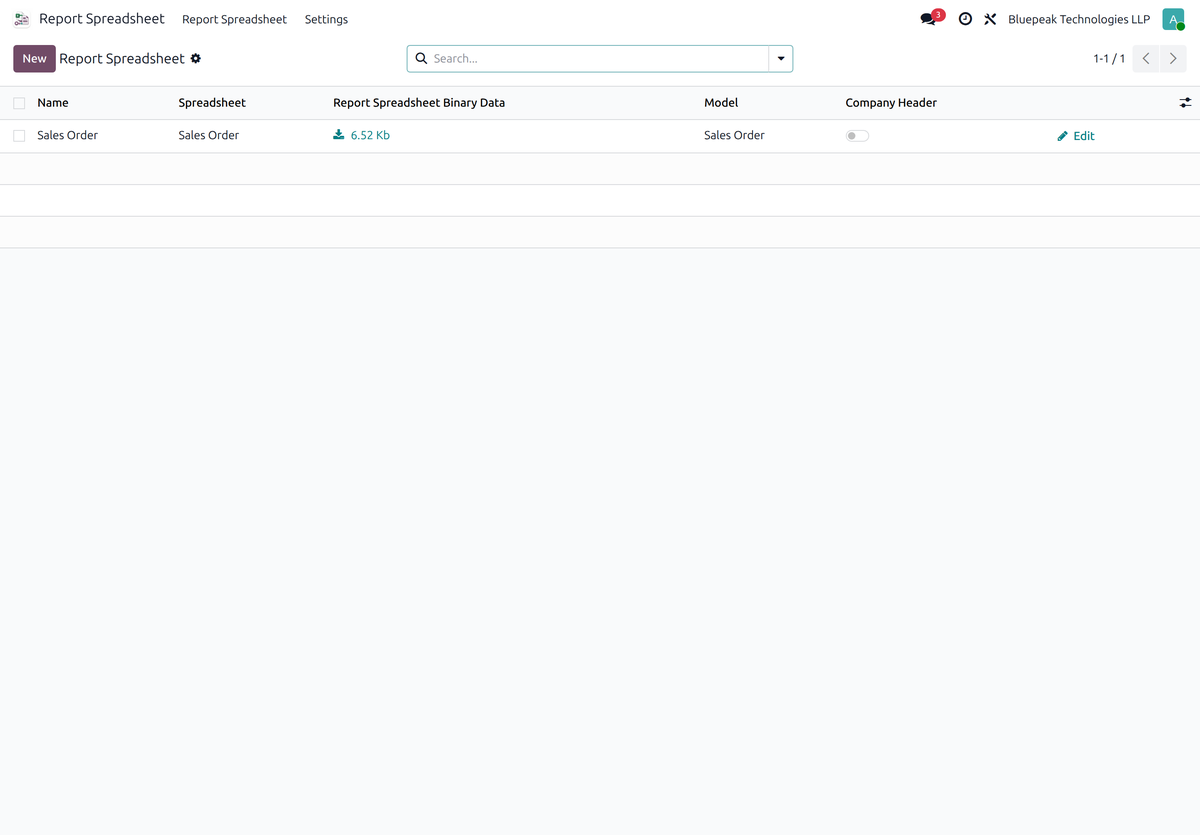 Report Spreadsheet Report Spreadsheet Settings 3 Bluepeak Technologies LLP A
New Report Spreadsheet Search... 1-1 / 1
Name Spreadsheet Report Spreadsheet Binary Data Model Company Header
Sales Order Sales Order 6.52 Kb Sales Order Edit